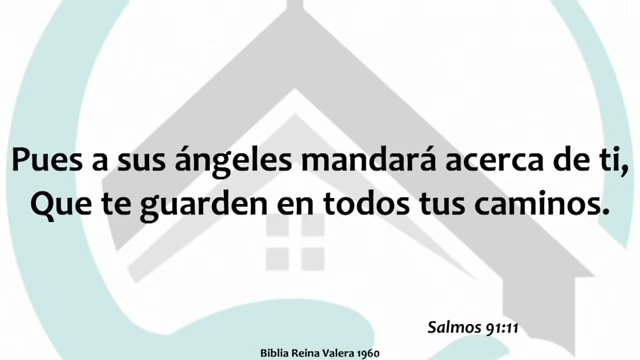 Pues a sus ángeles mandará acerca de ti,
Que te guarden en todos tus caminos.
Salmos 91:11
Biblia Reina Valera 1960